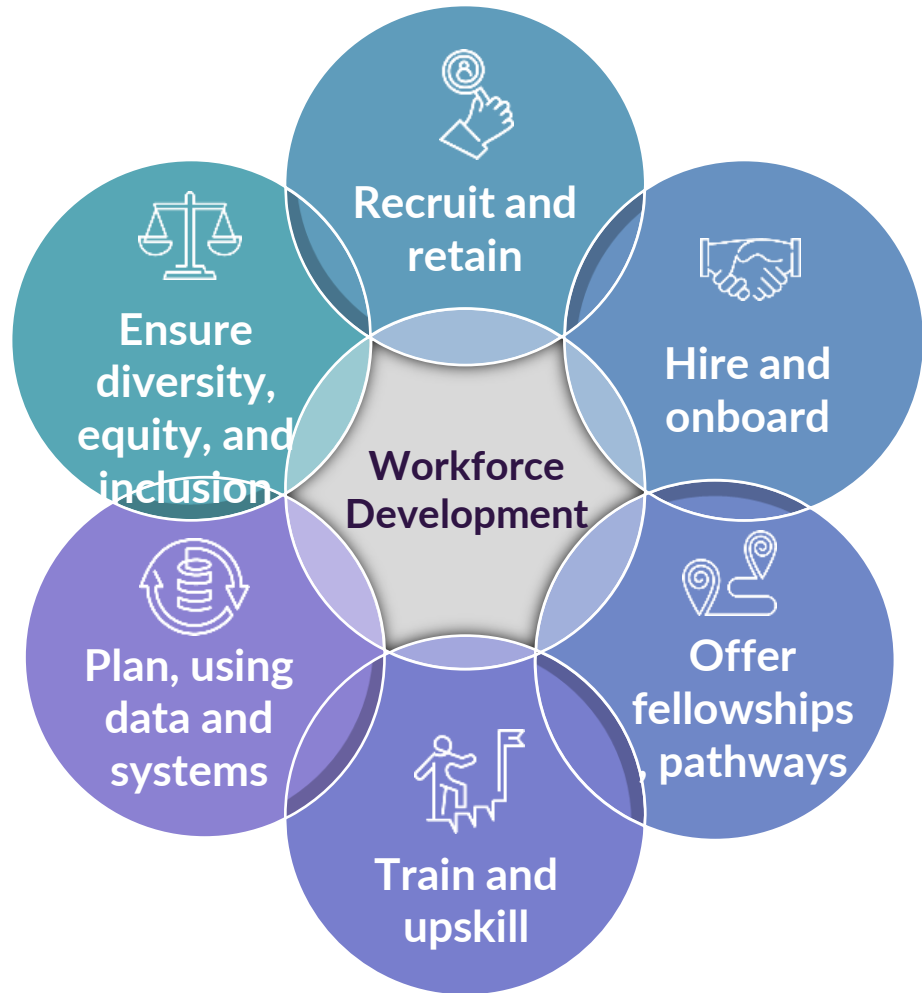 Recruit and
retain
Hire and
onboard
Offer
fellowships
, pathways
Train and
upskill
Plan, using
data and
systems
Ensure
diversity,
equity, and
inclusion
Workforce
Development